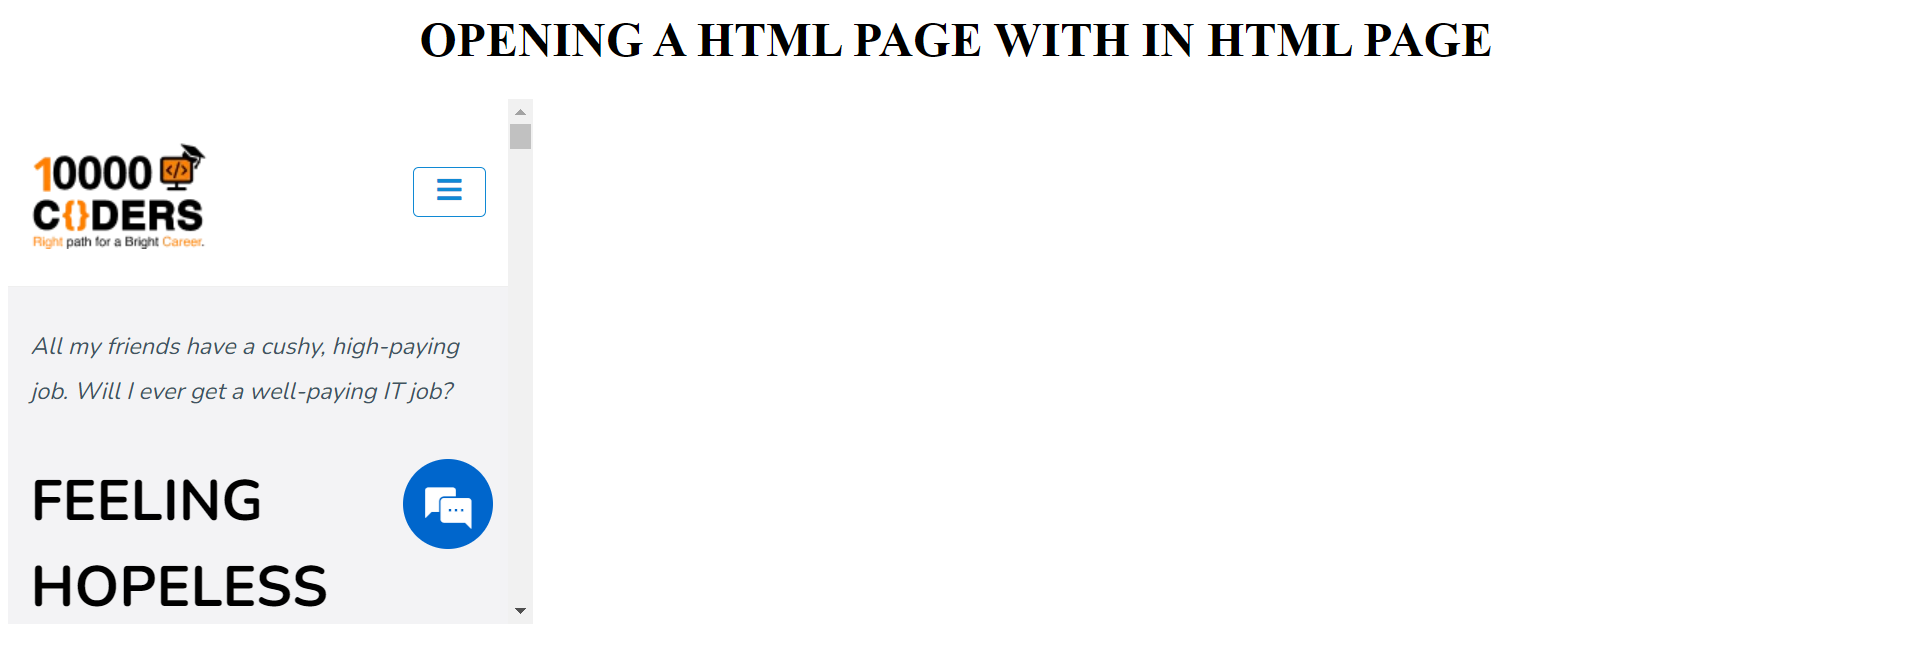 OPENING A HTML PAGE WITH IN HTML PAGE
10000 </>
C{}DERS
Right path for a Bright Career.
All my friends have a cushy, high-paying
job. Will I ever get a well-paying IT job?
FEELING
HOPELESS